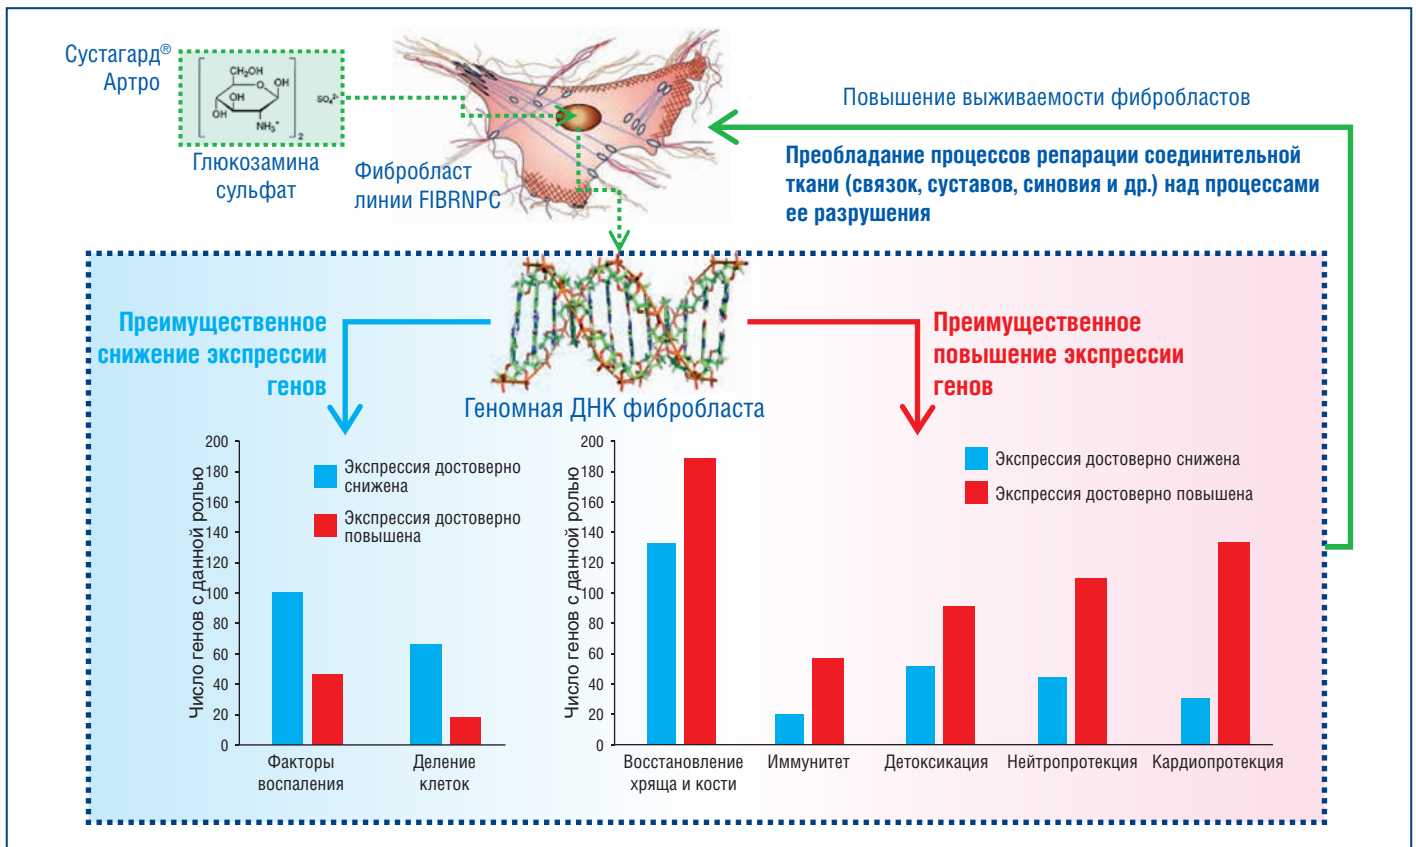 Сустагард®
Артро
CH₂OH
OH
OH
OH
NH₃⁺
2
SO₄²⁻
Глюкозамина
сульфат
Фибробласт
линии FIBRNPC
Повышение выживаемости фибробластов
Преобладание процессов репарации соединительной
ткани (связок, суставов, синовия и др.) над процессами
ее разрушения
Преимущественное
снижение экспрессии
генов
Преимущественное
повышение экспрессии
генов
Геномная ДНК фибробласта
Число генов с данной ролью
200
180
160
140
120
100
80
60
40
20
0
Экспрессия достоверно
снижена
Экспрессия достоверно
повышена
Факторы
воспаления
Деление
клеток
Число генов с данной ролью
200
180
160
140
120
100
80
60
40
20
0
Экспрессия достоверно снижена
Экспрессия достоверно повышена
Восстановление
хряща и кости
Иммунитет
Детоксикация
Нейтропротекция
Кардиопротекция